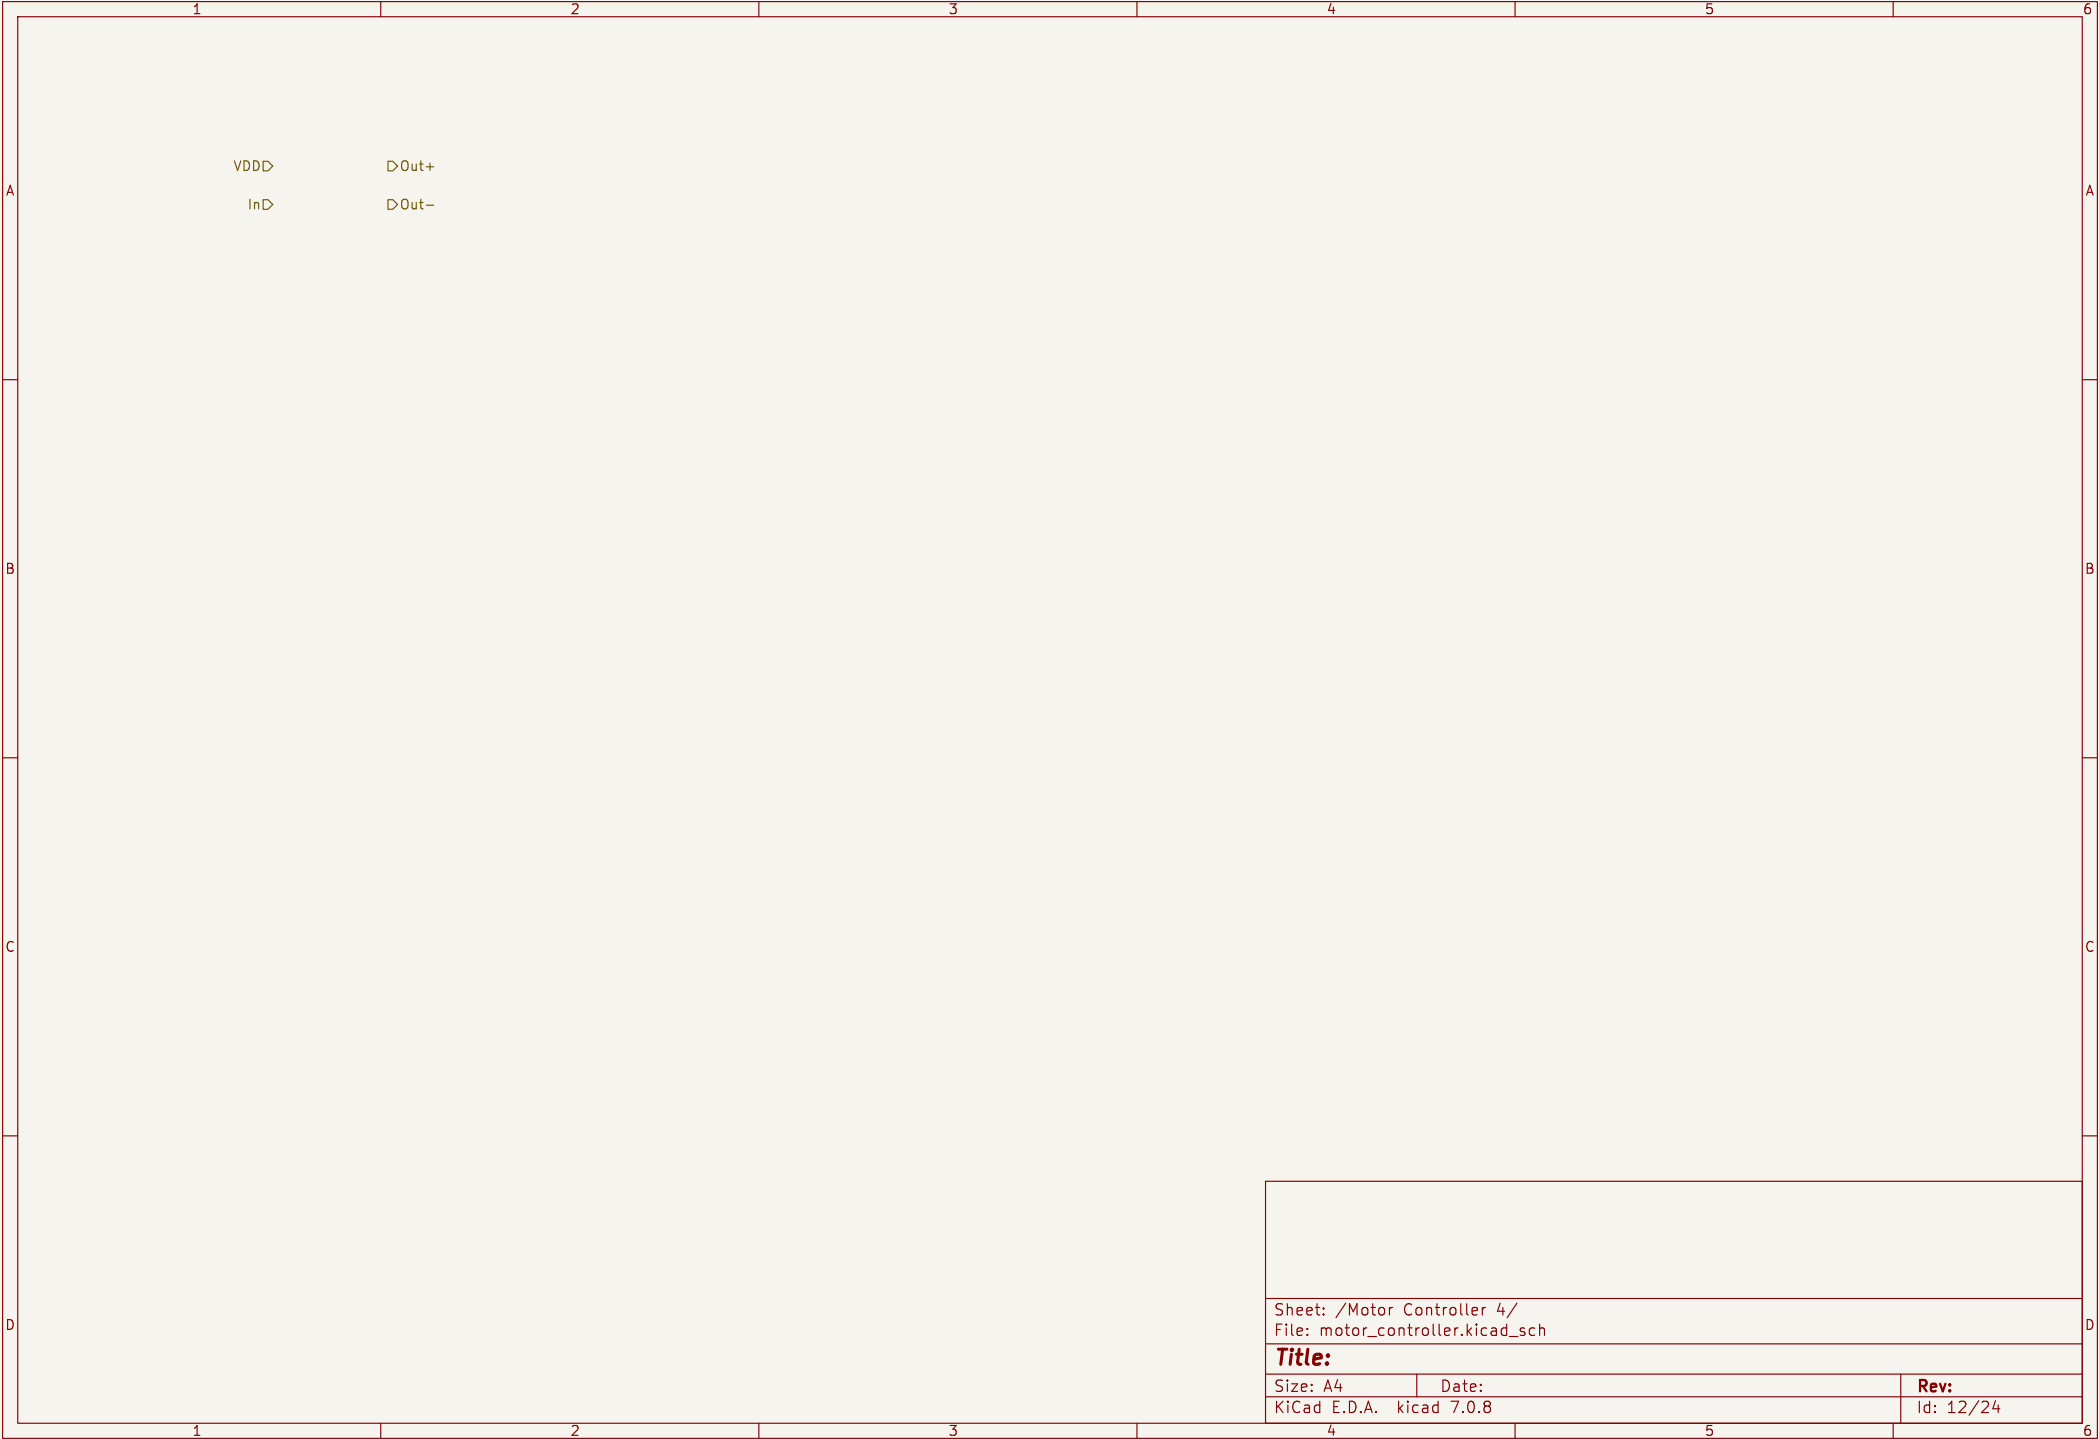 1 2 3 4 5 6
VDD Out+
A A
In Out-
B B
C C
Sheet: /Motor Controller 4/
D D
File: motor_controller.kicad_sch
Title:
Size: A4 Date: Rev:
KiCad E.D.A. kicad 7.0.8 Id: 12/24
1 2 3 4 5 6